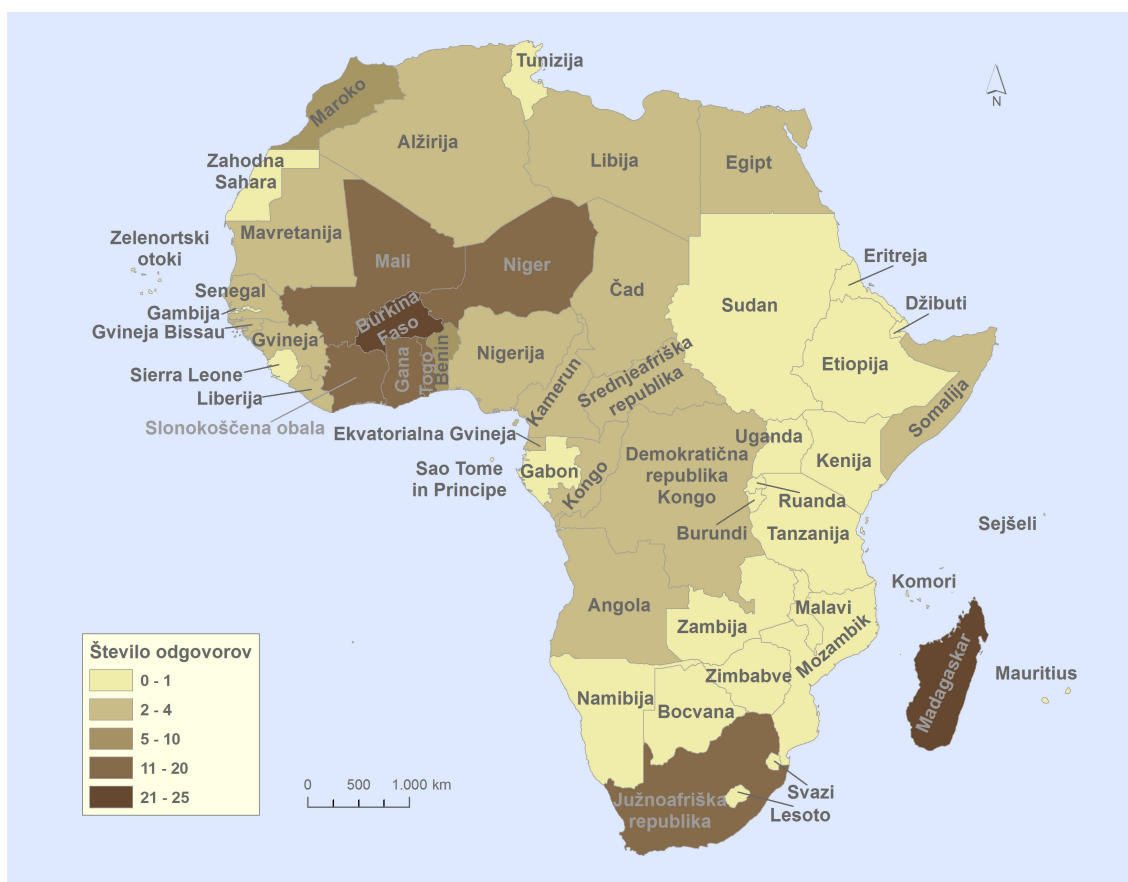 Tunizija
Maroko
Alžirija
Libija
Egipt
Zahodna
Sahara
Mavretanija
Zelenortski
otoki
Mali
Niger
Čad
Sudan
Eritreja
Džibuti
Senegal
Gambija
Gvineja Bissau
Gvineja
Burkina
Faso
Benin
Togo
Gana
Nigerija
Kamerun
Srednjeafriška
republika
Etiopija
Somalija
Sierra Leone
Liberija
Slonokoščena obala
Ekvatorialna Gvineja
Sao Tome
in Principe
Gabon
Kongo
Demokratična
republika
Kongo
Uganda
Kenija
Ruanda
Burundi
Tanzanija
Sejšeli
Komori
Angola
Zambija
Malavi
Mozambik
Zimbabve
Namibija
Bocvana
Madagaskar
Mauritius
Južnoafriška
republika
Svazi
Lesoto
N
Število odgovorov
0 - 1
2 - 4
5 - 10
11 - 20
21 - 25
0 500 1.000 km